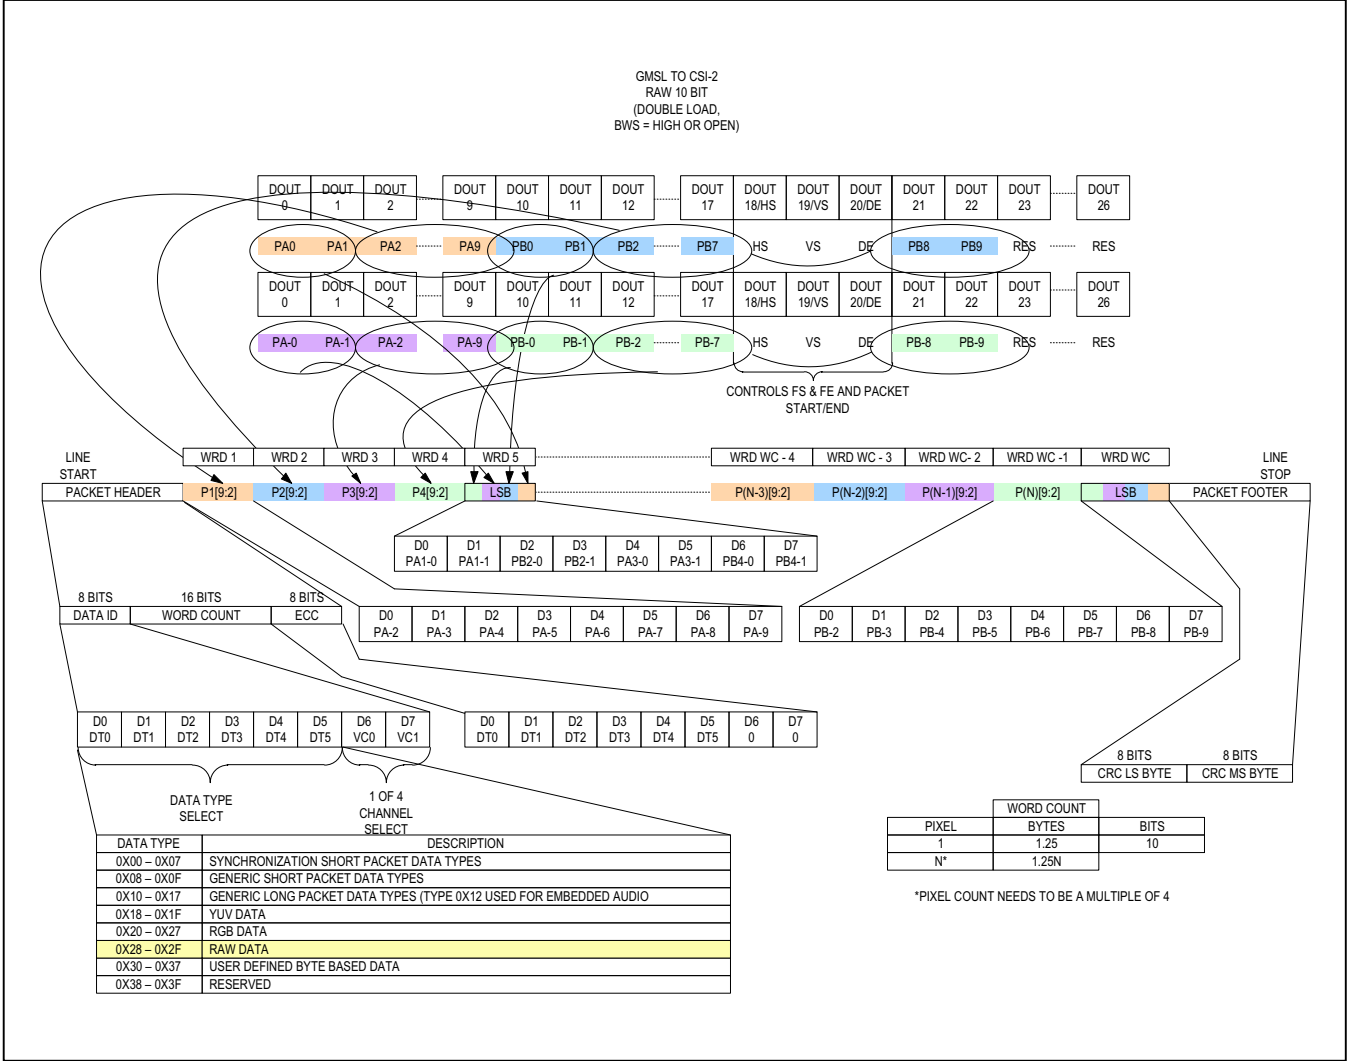 GMSL TO CSI-2
RAW 10 BIT
(DOUBLE LOAD,
BWS = HIGH OR OPEN)
DOUT 0 DOUT 1 DOUT 2 DOUT 9 DOUT 10 DOUT 11 DOUT 12 DOUT 17 DOUT 18/HS DOUT 19/VS DOUT 20/DE DOUT 21 DOUT 22 DOUT 23 DOUT 26
PA0 PA1 PA2 PA9 PB0 PB1 PB2 PB7 HS VS DE PB8 PB9 RES RES
DOUT 0 DOUT 1 DOUT 2 DOUT 9 DOUT 10 DOUT 11 DOUT 12 DOUT 17 DOUT 18/HS DOUT 19/VS DOUT 20/DE DOUT 21 DOUT 22 DOUT 23 DOUT 26
PA-0 PA-1 PA-2 PA-9 PB-0 PB-1 PB-2 PB-7 HS VS DE PB-8 PB-9 RES RES
CONTROLS FS & FE AND PACKET
START/END
LINE
START
WRD 1 WRD 2 WRD 3 WRD 4 WRD 5 WRD WC - 4 WRD WC - 3 WRD WC- 2 WRD WC -1 WRD WC
LINE
STOP
PACKET HEADER P1[9:2] P2[9:2] P3[9:2] P4[9:2] LSB P(N-3)[9:2] P(N-2)[9:2] P(N-1)[9:2] P(N)[9:2] LSB PACKET FOOTER
D0 D1 D2 D3 D4 D5 D6 D7
PA1-0 PA1-1 PB2-0 PB2-1 PA3-0 PA3-1 PB4-0 PB4-1
8 BITS 16 BITS 8 BITS
DATA ID WORD COUNT ECC
D0 D1 D2 D3 D4 D5 D6 D7
PA-2 PA-3 PA-4 PA-5 PA-6 PA-7 PA-8 PA-9
D0 D1 D2 D3 D4 D5 D6 D7
PB-2 PB-3 PB-4 PB-5 PB-6 PB-7 PB-8 PB-9
D0 D1 D2 D3 D4 D5 D6 D7
DT0 DT1 DT2 DT3 DT4 DT5 VC0 VC1
D0 D1 D2 D3 D4 D5 D6 D7
DT0 DT1 DT2 DT3 DT4 DT5 0 0
8 BITS 8 BITS
CRC LS BYTE CRC MS BYTE
DATA TYPE
SELECT
1 OF 4
CHANNEL
SELECT
WORD COUNT
PIXEL BYTES BITS
1 1.25 10
N* 1.25N
*PIXEL COUNT NEEDS TO BE A MULTIPLE OF 4
DATA TYPE DESCRIPTION
0X00 – 0X07 SYNCHRONIZATION SHORT PACKET DATA TYPES
0X08 – 0X0F GENERIC SHORT PACKET DATA TYPES
0X10 – 0X17 GENERIC LONG PACKET DATA TYPES (TYPE 0X12 USED FOR EMBEDDED AUDIO
0X18 – 0X1F YUV DATA
0X20 – 0X27 RGB DATA
0X28 – 0X2F RAW DATA
0X30 – 0X37 USER DEFINED BYTE BASED DATA
0X38 – 0X3F RESERVED